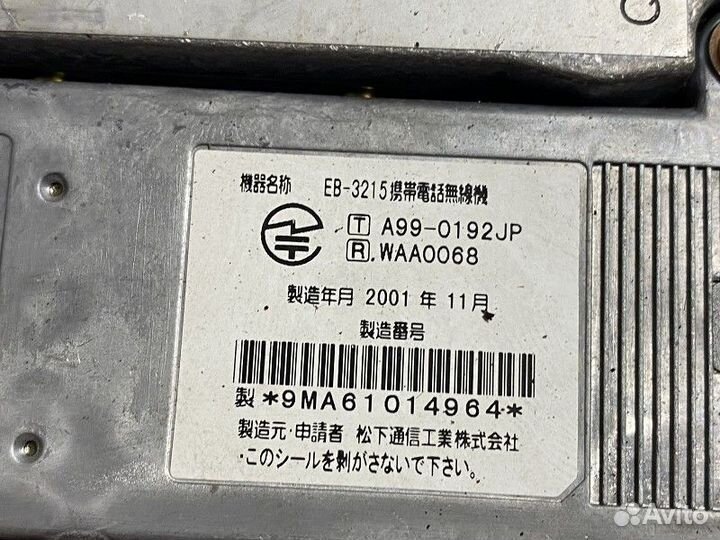 G
機器名称 EB-3215携帯電話無線機
T A99-0192JP
R WAA0068
製造年月 2001 年 11月
製造番号
製 *9MA61014964*
製造元・申請者 松下通信工業株式会社
・このシールを剥がさないで下さい。
Avito